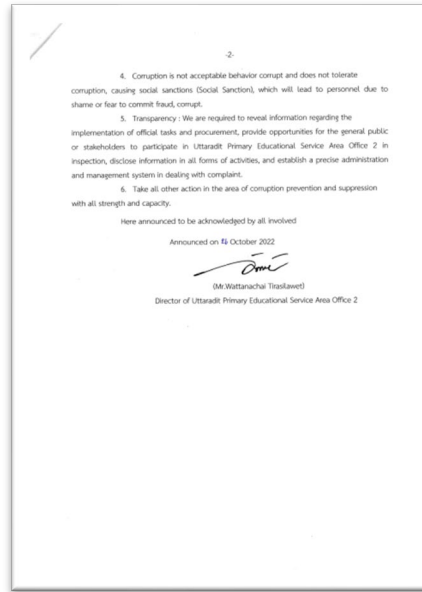 -2-
4. Corruption is not acceptable behavior corrupt and does not tolerate
corruption, causing social sanctions (Social Sanction), which will lead to personnel due to
shame or fear to commit fraud, corrupt.
5. Transparency : We are required to reveal information regarding the
implementation of official tasks and procurement, provide opportunities for the general public
or stakeholders to participate in Uttaradit Primary Educational Service Area Office 2 in
inspection, disclose information in all forms of activities, and establish a precise administration
and management system in dealing with complaint.
6. Take all other action in the area of corruption prevention and suppression
with all strength and capacity.
Here announced to be acknowledged by all involved
Announced on October 2022
(Mr.Wattanachai Tirasilawet)
Director of Uttaradit Primary Educational Service Area Office 2